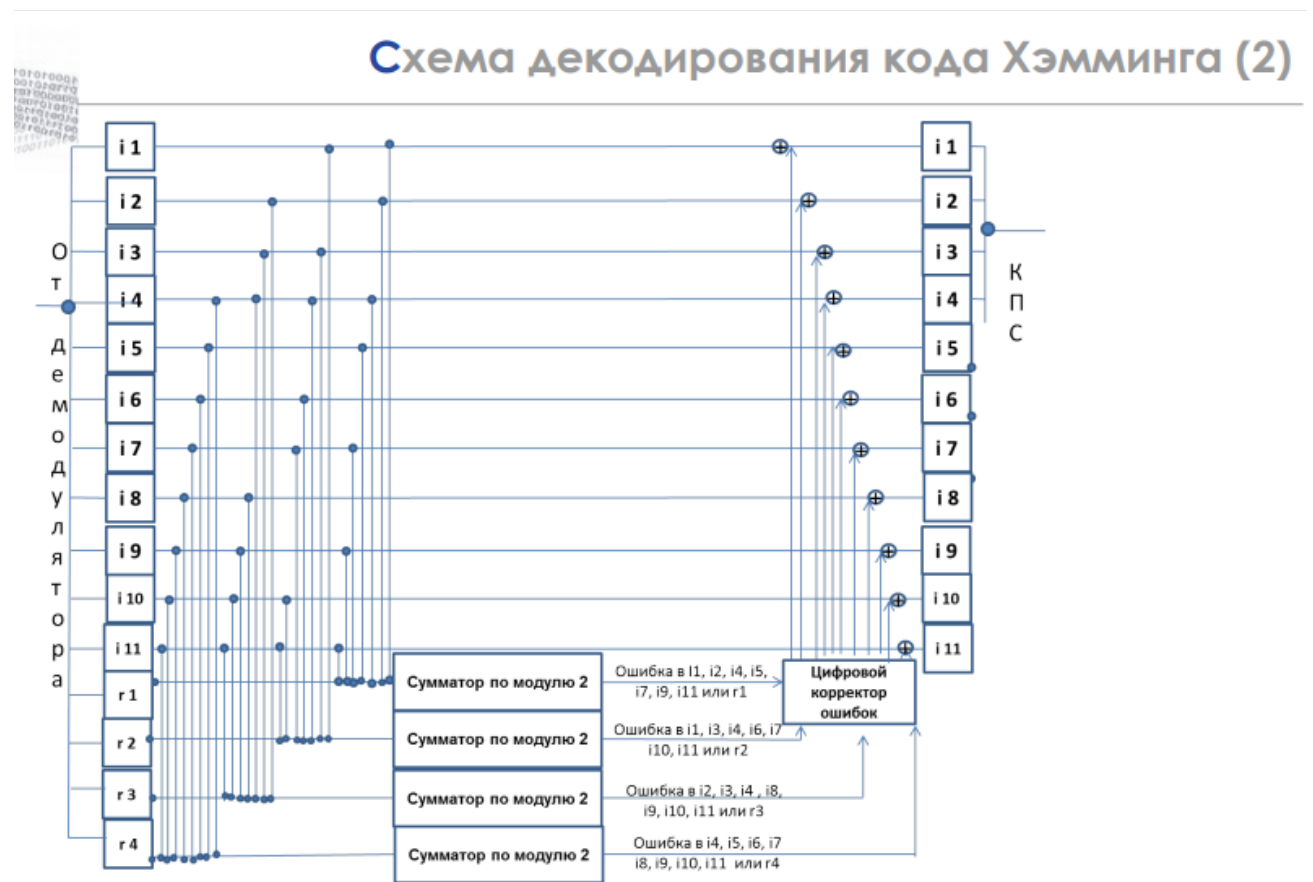 Схема декодирования кода Хэмминга (2)
От демодулятора
i 1
i 2
i 3
i 4
i 5
i 6
i 7
i 8
i 9
i 10
i 11
r 1
r 2
r 3
r 4
Сумматор по модулю 2
Сумматор по модулю 2
Сумматор по модулю 2
Сумматор по модулю 2
Ошибка в I1, i2, i4, i5,
i7, i9, i11 или r1
Ошибка в i1, i3, i4, i6, i7
i10, i11 или r2
Ошибка в i2, i3, i4 , i8,
i9, i10, i11 или r3
Ошибка в i4, i5, i6, i7
i8, i9, i10, i11 или r4
Цифровой
корректор
ошибок
i 1
i 2
i 3
i 4
i 5
i 6
i 7
i 8
i 9
i 10
i 11
КПС